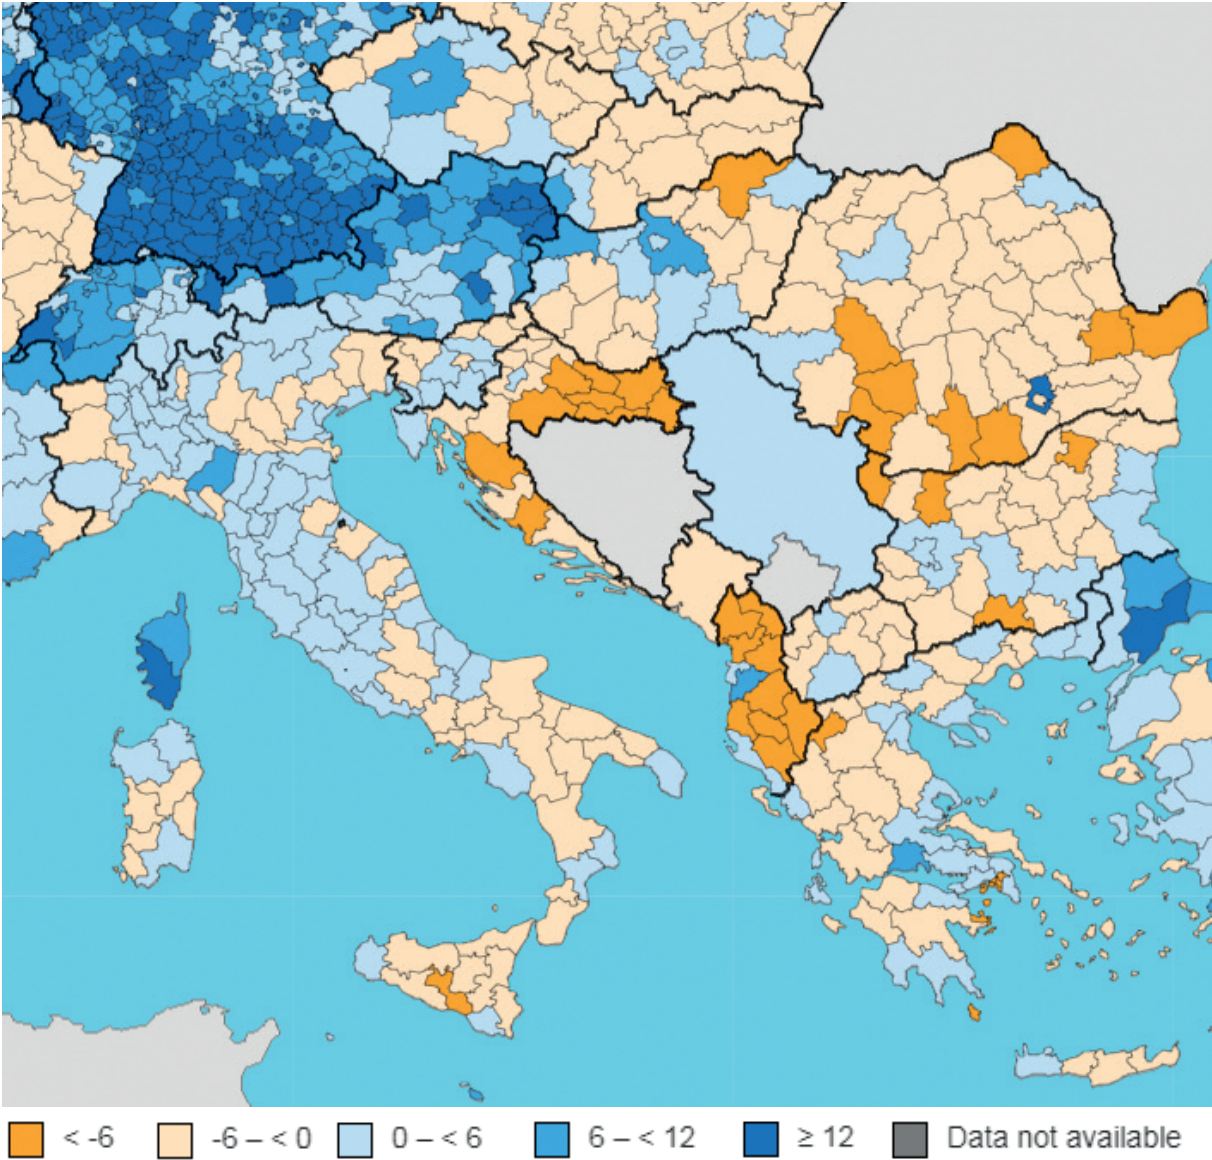 < -6 -6 – < 0 0 – < 6 6 – < 12 ≥ 12 Data not available